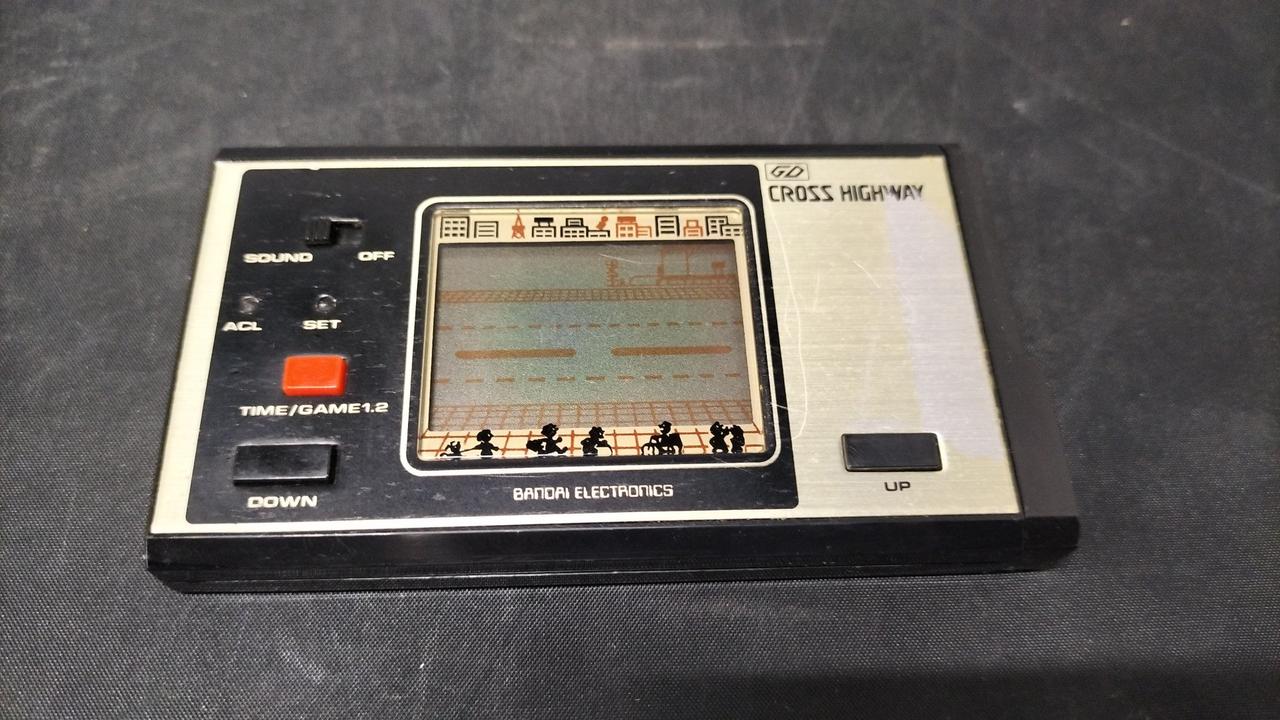 GD
CROSS HIGHWAY
SOUND OFF
ACL SET
TIME/GAME1.2
DOWN
BANDAI ELECTRONICS
UP